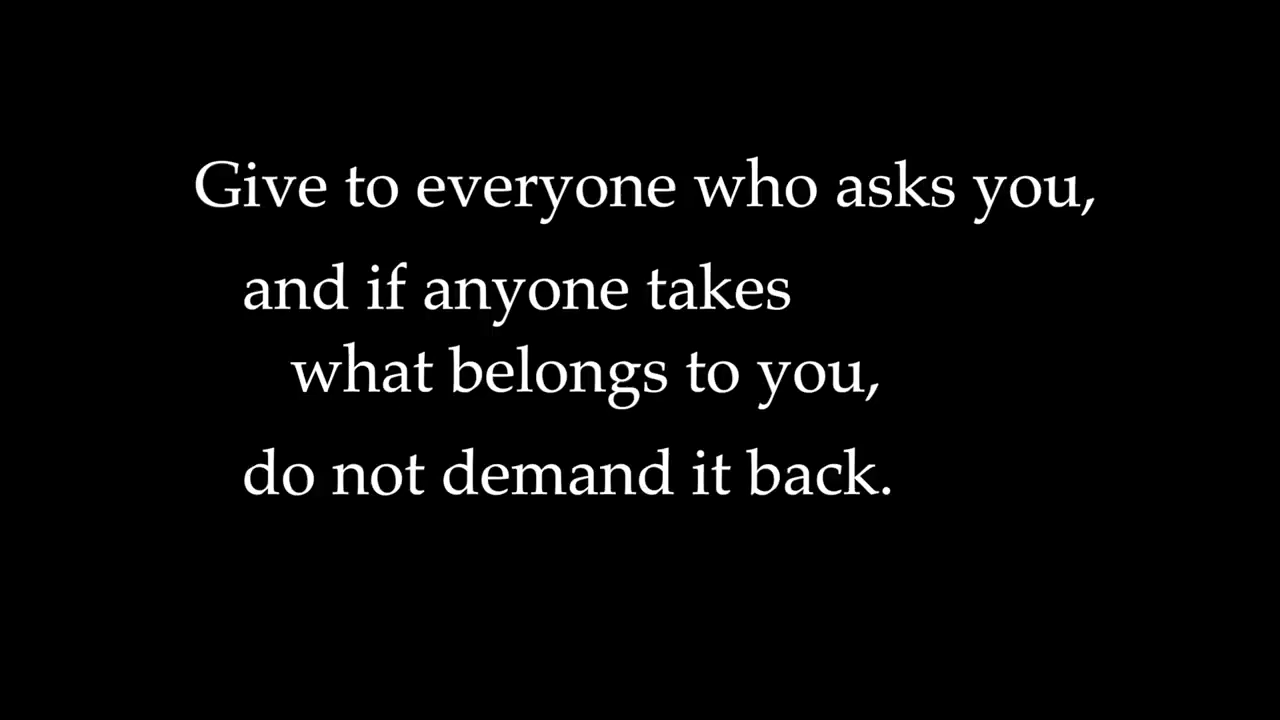 Give to everyone who asks you,
and if anyone takes
what belongs to you,
do not demand it back.